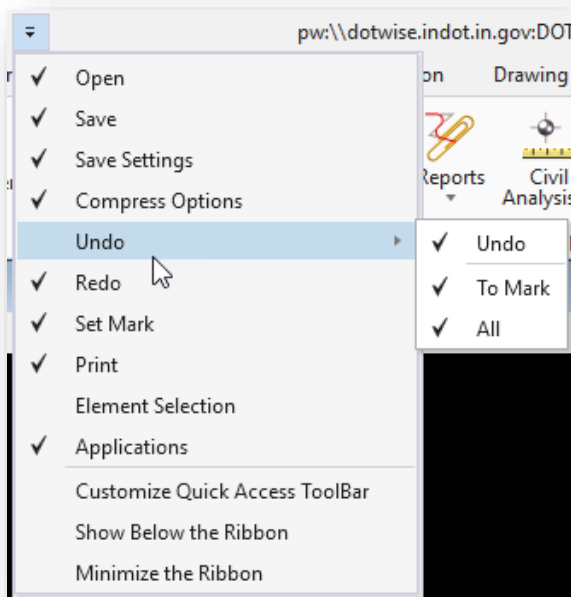 pw:\\dotwise.indot.in.gov:DOT
on Drawing
Open
Save
Save Settings
Reports Civil
Analysis
Compress Options
Undo
Undo
Redo
To Mark
Set Mark
All
Print
Element Selection
Applications
Customize Quick Access ToolBar
Show Below the Ribbon
Minimize the Ribbon